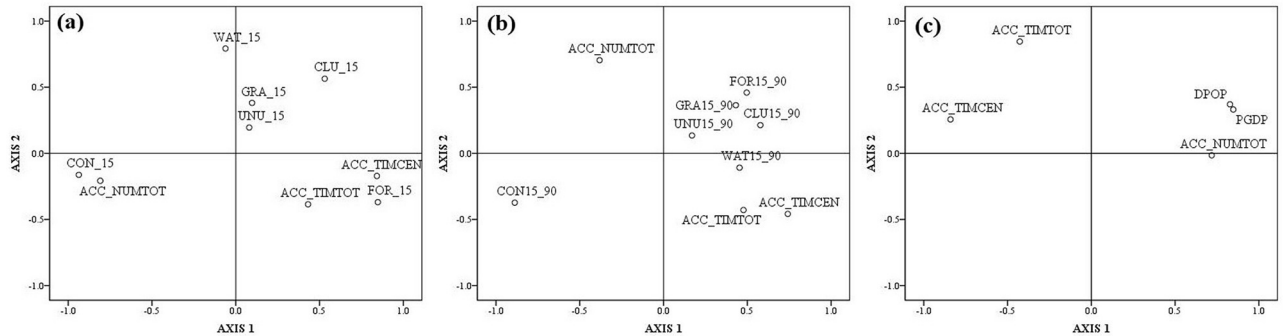 (a)
1.0
0.5
0.0
-0.5
-1.0
AXIS 2
WAT_15
CLU_15
GRA_15
UNU_15
CON_15
ACC_NUMTOT
ACC_TIMCEN
ACC_TIMTOT
FOR_15
-1.0 -0.5 0.0 0.5 1.0
AXIS 1
(b)
1.0
0.5
0.0
-0.5
-1.0
AXIS 2
ACC_NUMTOT
FOR15_90
GRA15_90
CLU15_90
UNU15_90
WAT15_90
CON15_90
ACC_TIMCEN
ACC_TIMTOT
-1.0 -0.5 0.0 0.5 1.0
AXIS 1
(c)
1.0
0.5
0.0
-0.5
-1.0
AXIS 2
ACC_TIMTOT
ACC_TIMCEN
DPOP
PGDP
ACC_NUMTOT
-1.0 -0.5 0.0 0.5 1.0
AXIS 1